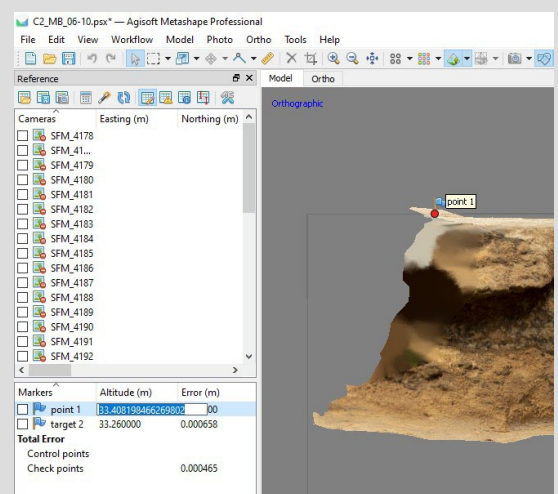 C2_MB_06-10.psx* — Agisoft Metashape Professional
File Edit View Workflow Model Photo Ortho Tools Help
Reference
Model Ortho
Cameras Easting (m) Northing (m)
Orthographic
SFM_4178
SFM_41...
SFM_4179
SFM_4180
SFM_4181
SFM_4182
point 1
SFM_4183
SFM_4184
SFM_4185
SFM_4186
SFM_4187
SFM_4188
SFM_4189
SFM_4190
SFM_4191
SFM_4192
Markers Altitude (m) Error (m)
point 1 33.408198466269802 00
target 2 33.260000 0.000658
Total Error
Control points
Check points 0.000465